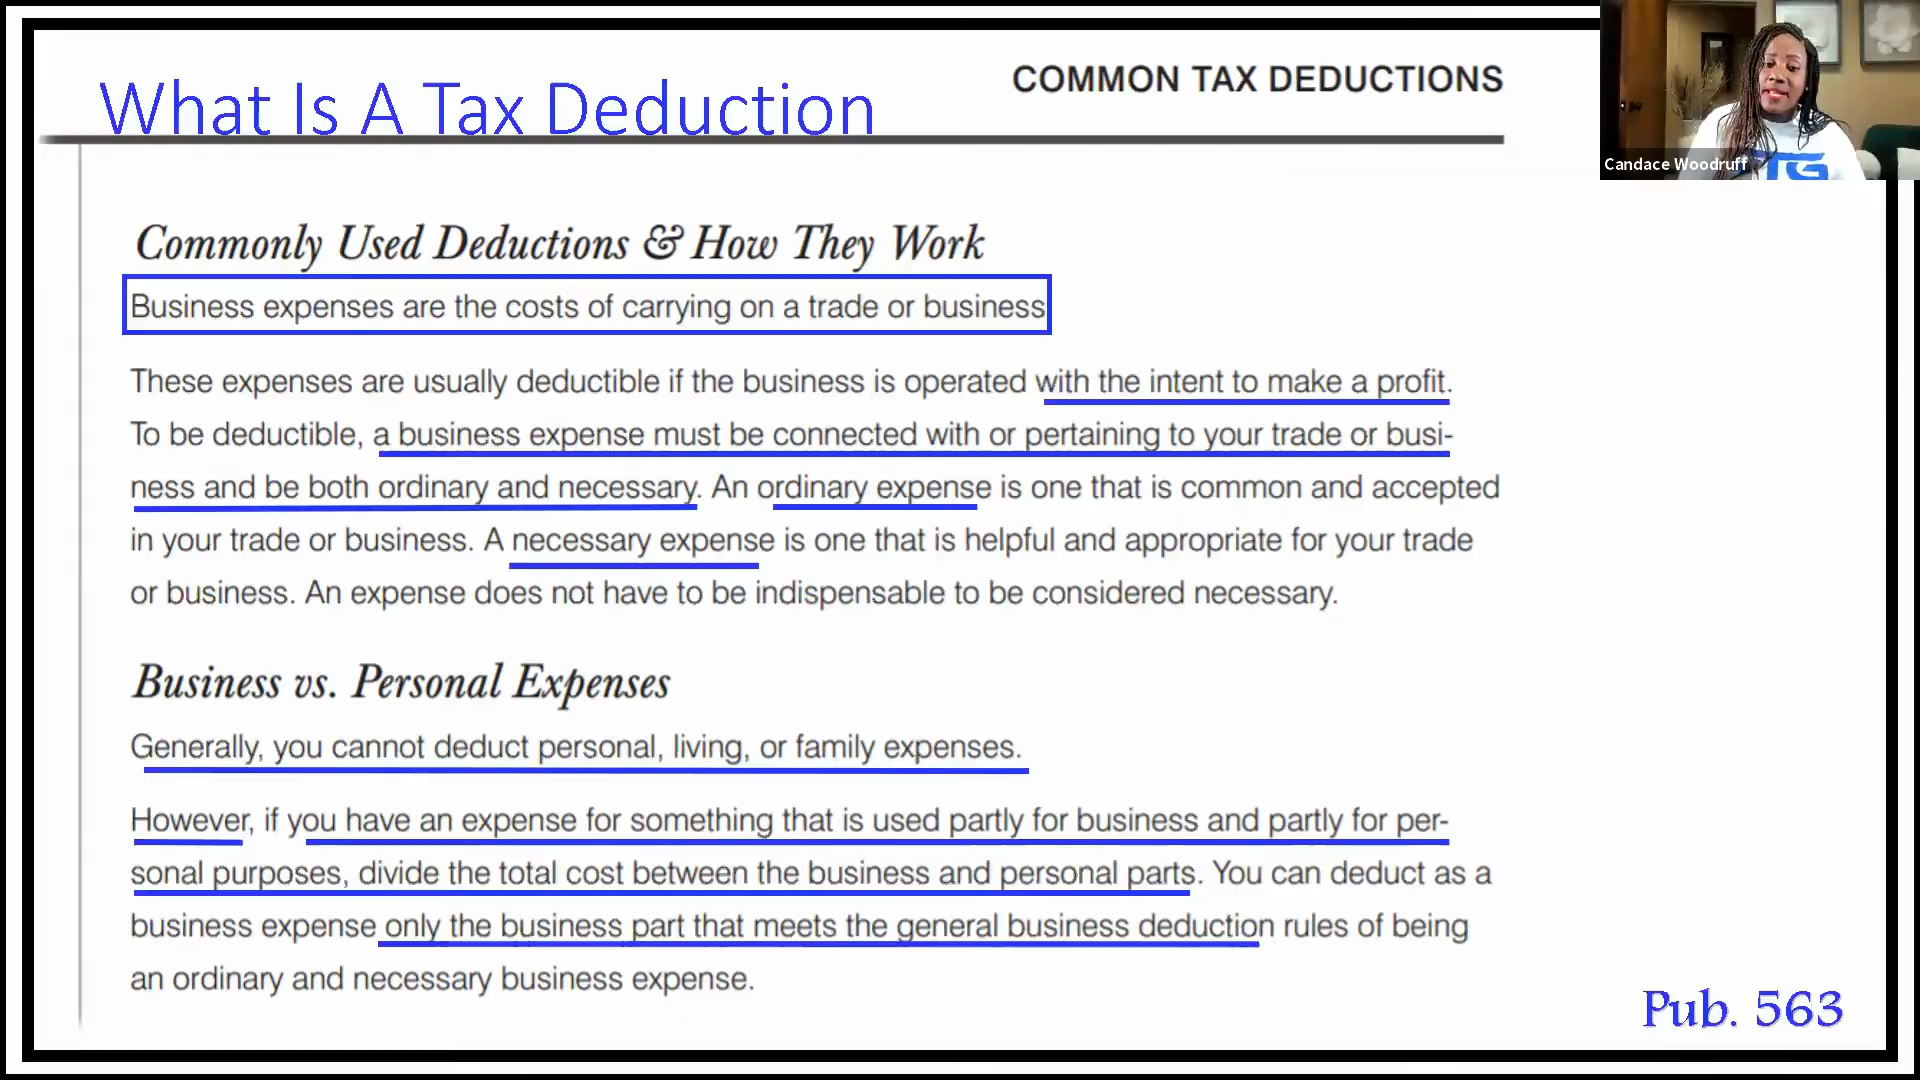 What Is A Tax Deduction
COMMON TAX DEDUCTIONS
Candace Woodruff
TG
Commonly Used Deductions & How They Work
Business expenses are the costs of carrying on a trade or business
These expenses are usually deductible if the business is operated with the intent to make a profit.
To be deductible, a business expense must be connected with or pertaining to your trade or busi-
ness and be both ordinary and necessary. An ordinary expense is one that is common and accepted
in your trade or business. A necessary expense is one that is helpful and appropriate for your trade
or business. An expense does not have to be indispensable to be considered necessary.
Business vs. Personal Expenses
Generally, you cannot deduct personal, living, or family expenses.
However, if you have an expense for something that is used partly for business and partly for per-
sonal purposes, divide the total cost between the business and personal parts. You can deduct as a
business expense only the business part that meets the general business deduction rules of being
an ordinary and necessary business expense.
Pub. 563